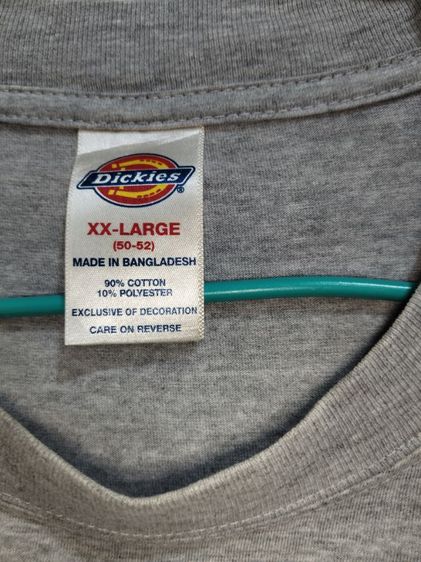 Dickies
XX-LARGE
(50-52)
MADE IN BANGLADESH
90% COTTON
10% POLYESTER
EXCLUSIVE OF DECORATION
CARE ON REVERSE